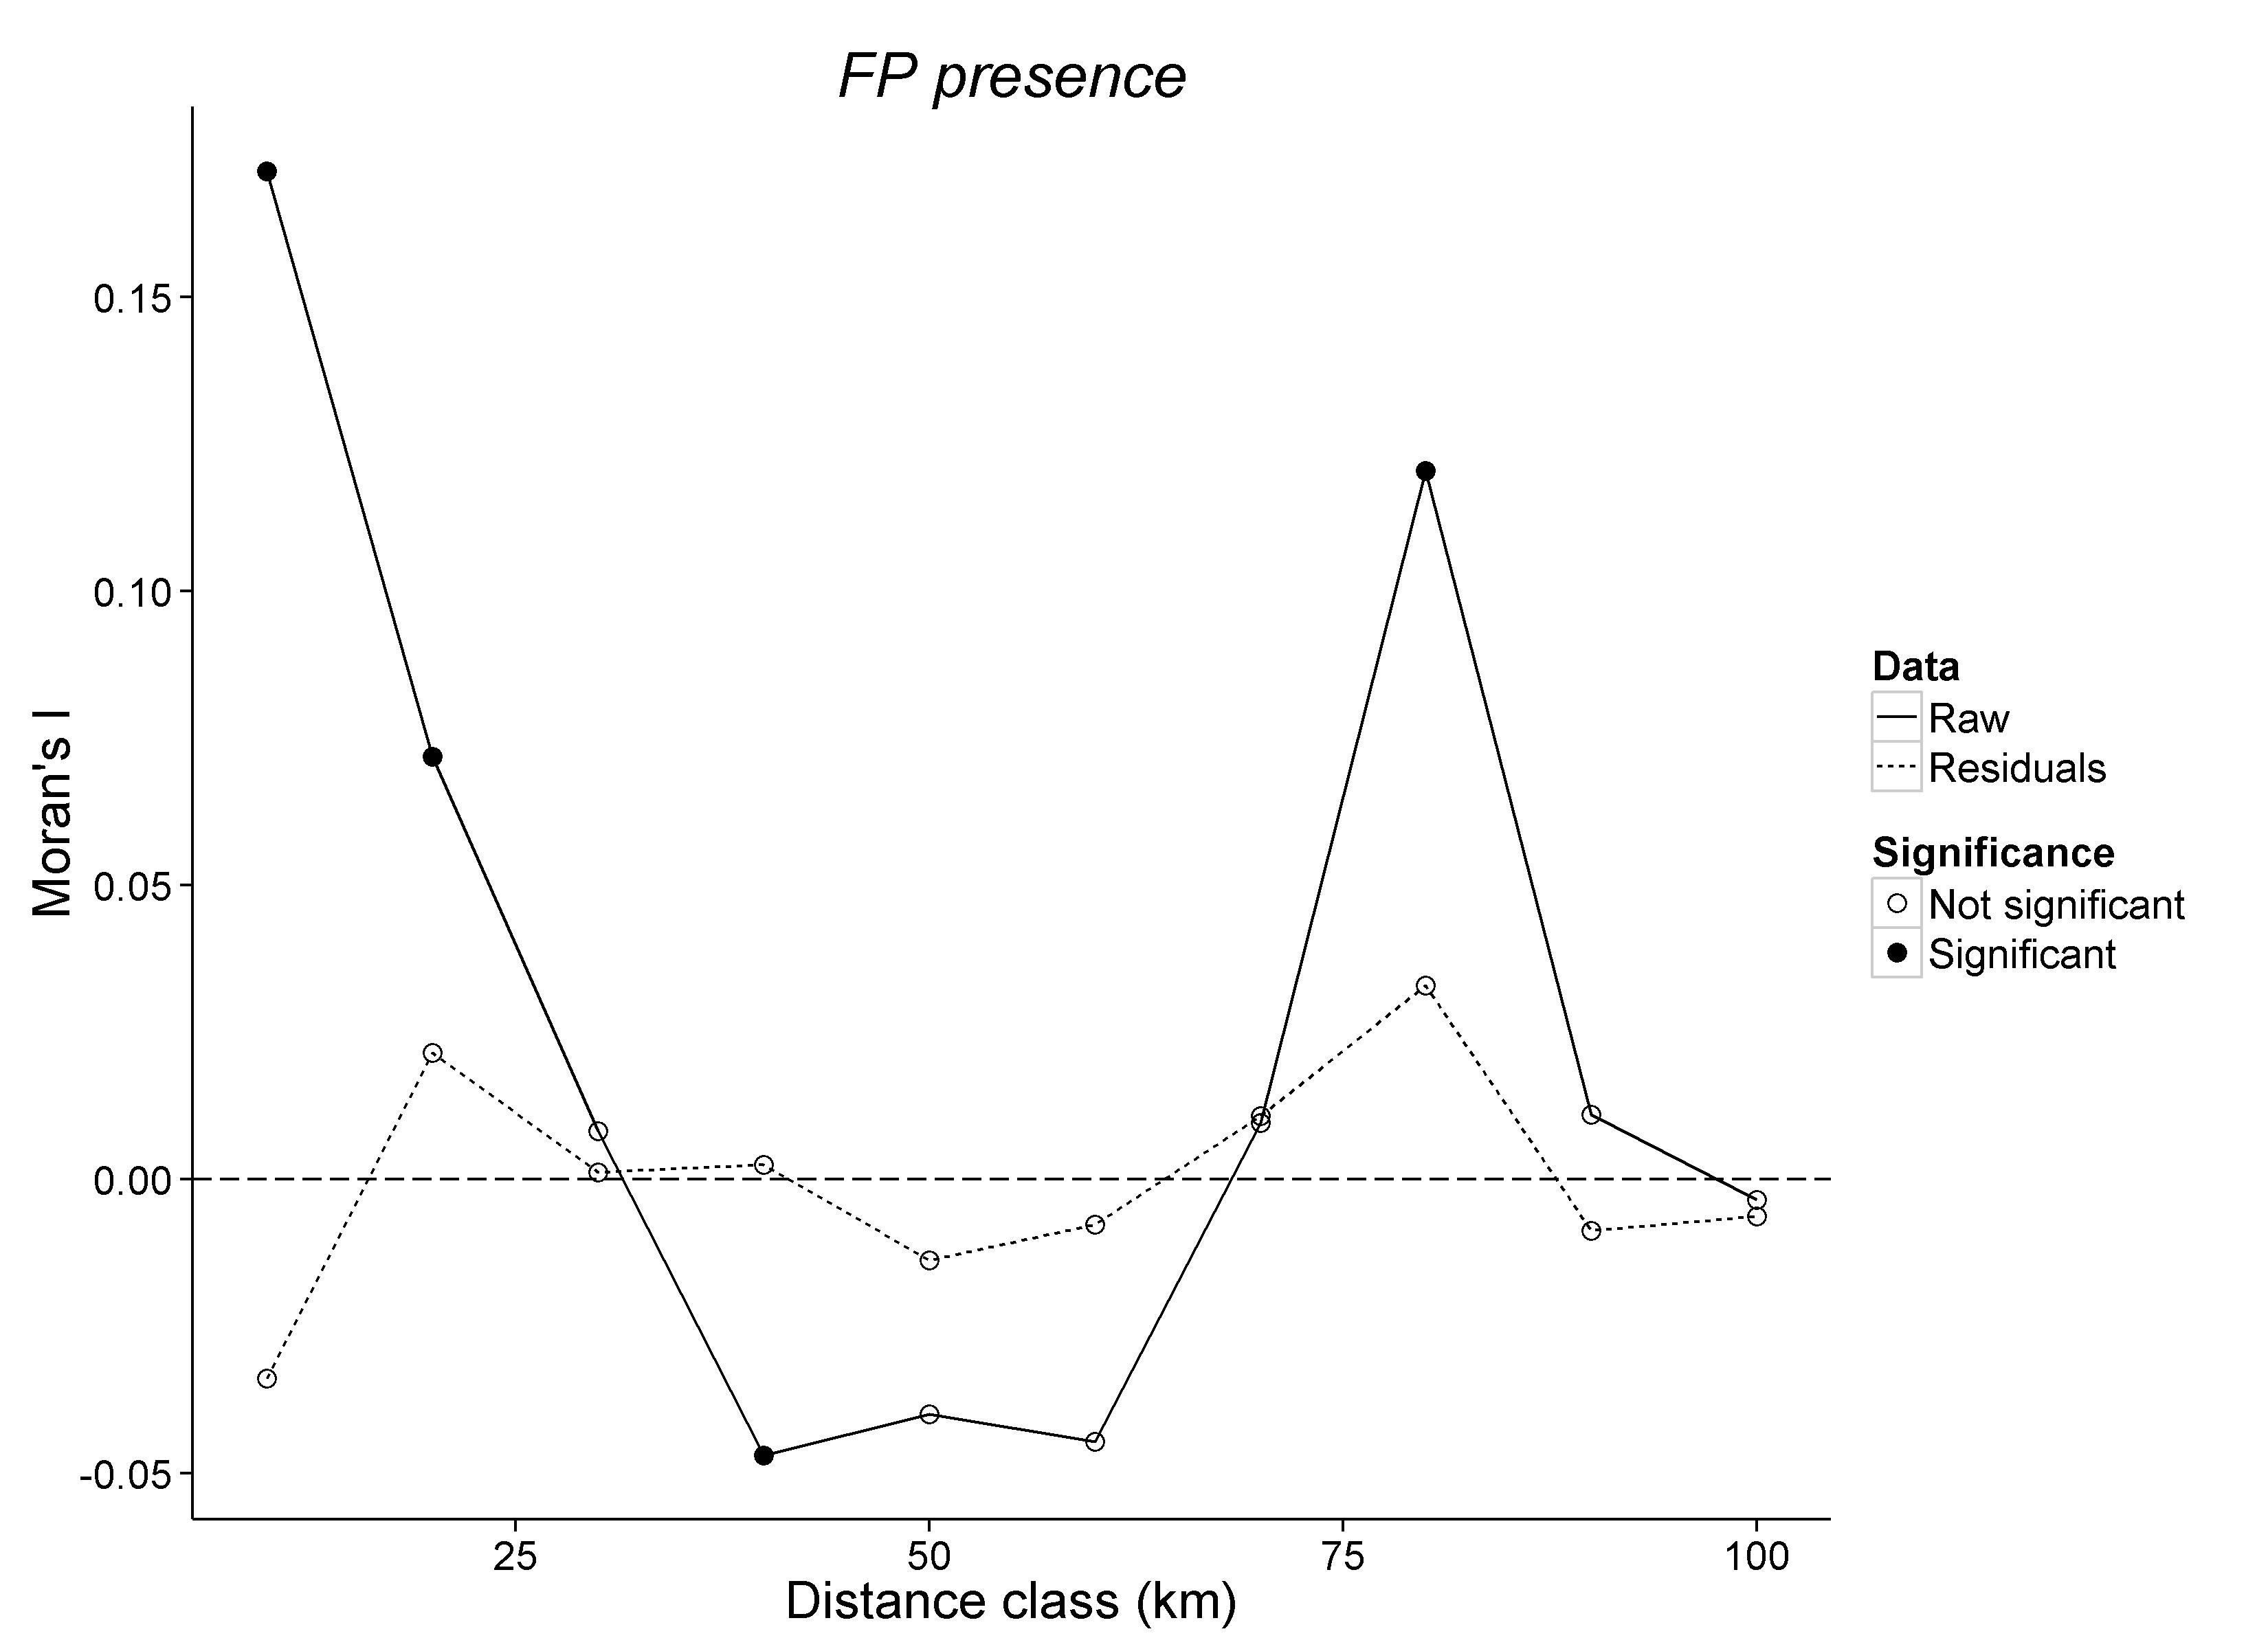 FP presence
Moran's I
0.15
0.10
0.05
0.00
-0.05
25
50
75
100
Distance class (km)
Data
Raw
Residuals
Significance
Not significant
Significant